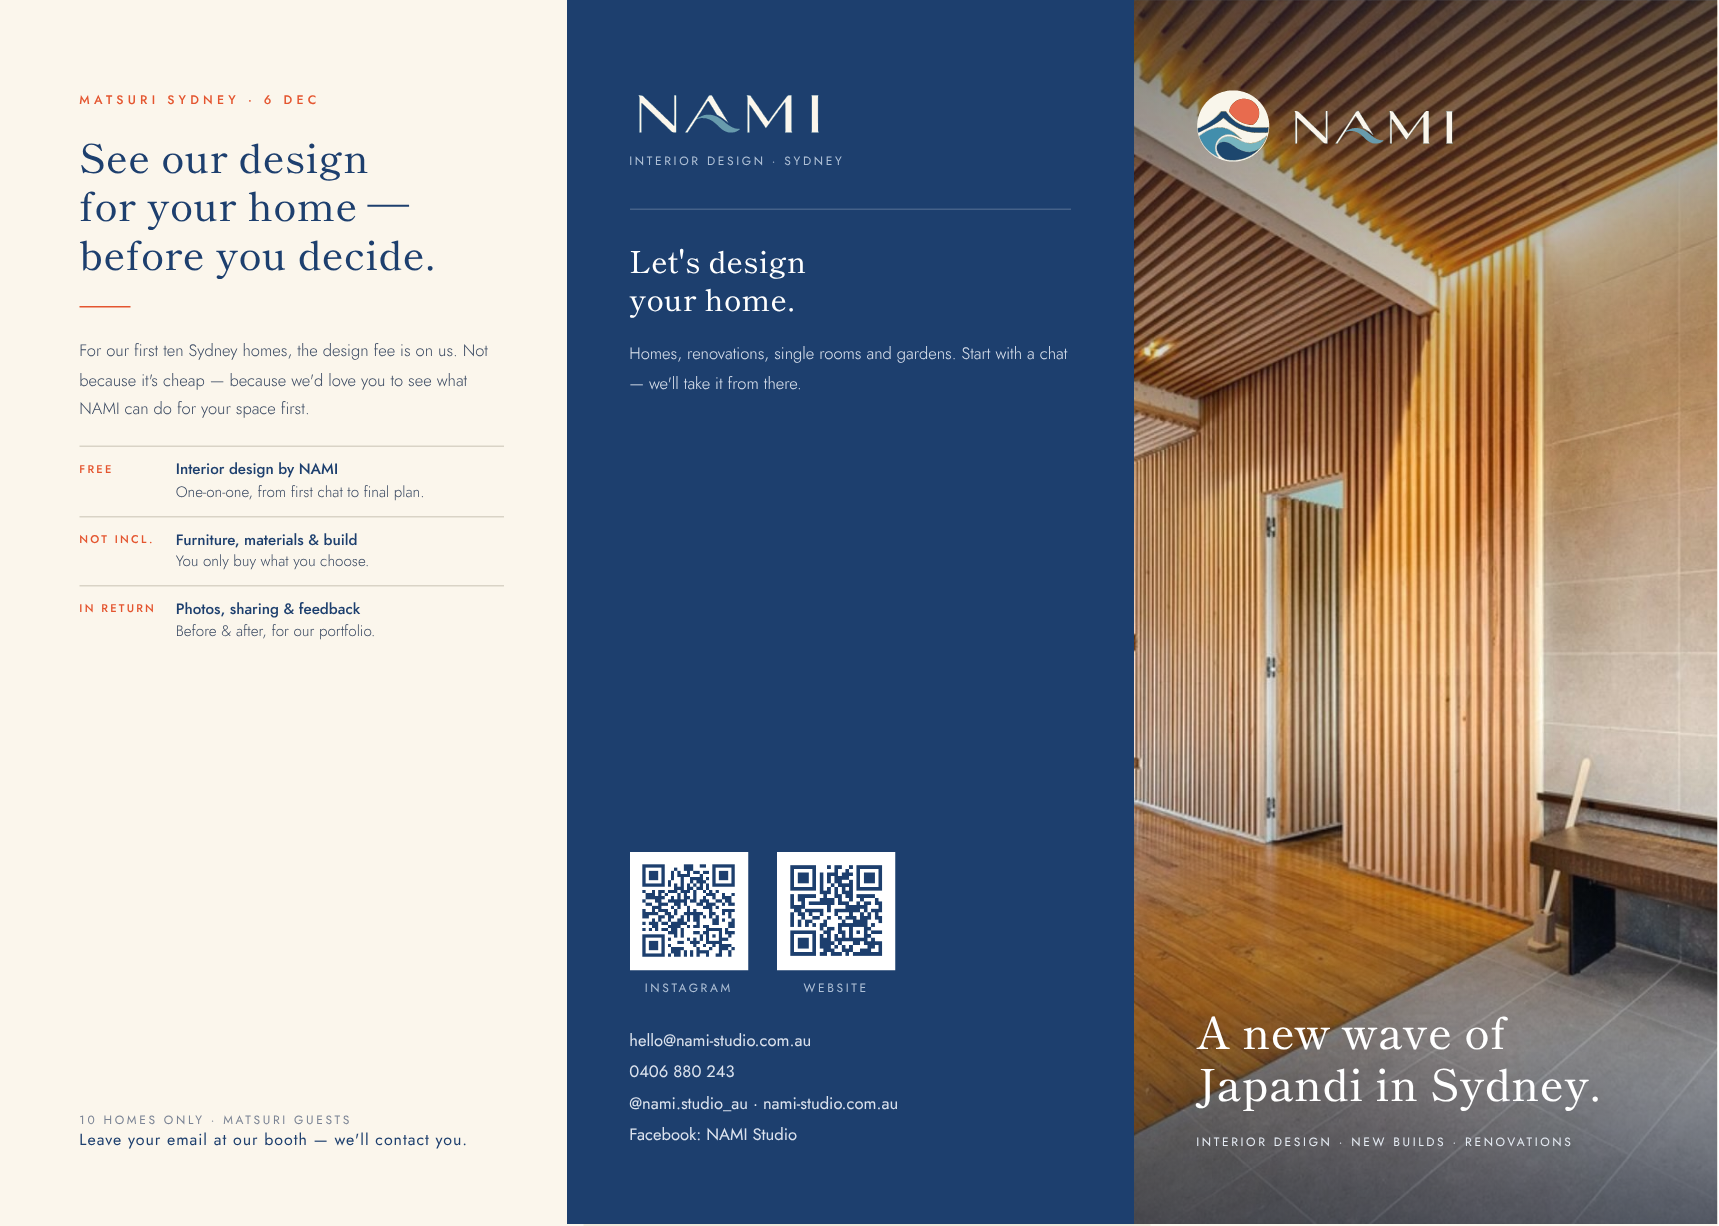 MATSURI SYDNEY · 6 DEC
See our design
for your home —
before you decide.
For our first ten Sydney homes, the design fee is on us. Not
because it's cheap — because we'd love you to see what
NAMI can do for your space first.
FREE
Interior design by NAMI
One-on-one, from first chat to final plan.
NOT INCL.
Furniture, materials & build
You only buy what you choose.
IN RETURN
Photos, sharing & feedback
Before & after, for our portfolio.
10 HOMES ONLY · MATSURI GUESTS
Leave your email at our booth — we'll contact you.
NAMI
INTERIOR DESIGN · SYDNEY
Let's design
your home.
Homes, renovations, single rooms and gardens. Start with a chat
— we'll take it from there.
INSTAGRAM
WEBSITE
hello@nami-studio.com.au
0406 880 243
@nami.studio_au · nami-studio.com.au
Facebook: NAMI Studio
NAMI
A new wave of
Japandi in Sydney.
INTERIOR DESIGN · NEW BUILDS · RENOVATIONS